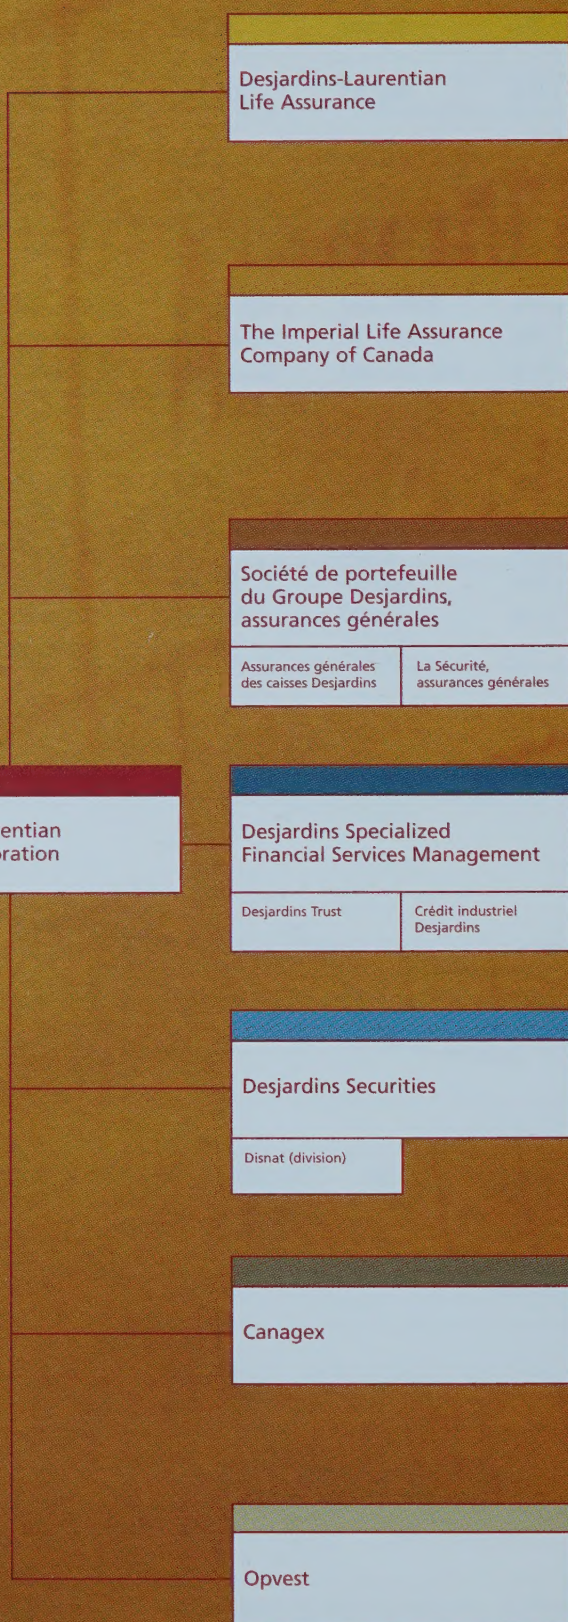 Desjardins-Laurentian
Life Assurance
The Imperial Life Assurance
Company of Canada
Société de portefeuille
du Groupe Desjardins,
assurances générales
Assurances générales
des caisses Desjardins
La Sécurité,
assurances générales
entian
oration
Desjardins Specialized
Financial Services Management
Desjardins Trust
Crédit industriel
Desjardins
Desjardins Securities
Disnat (division)
Canagex
Opvest